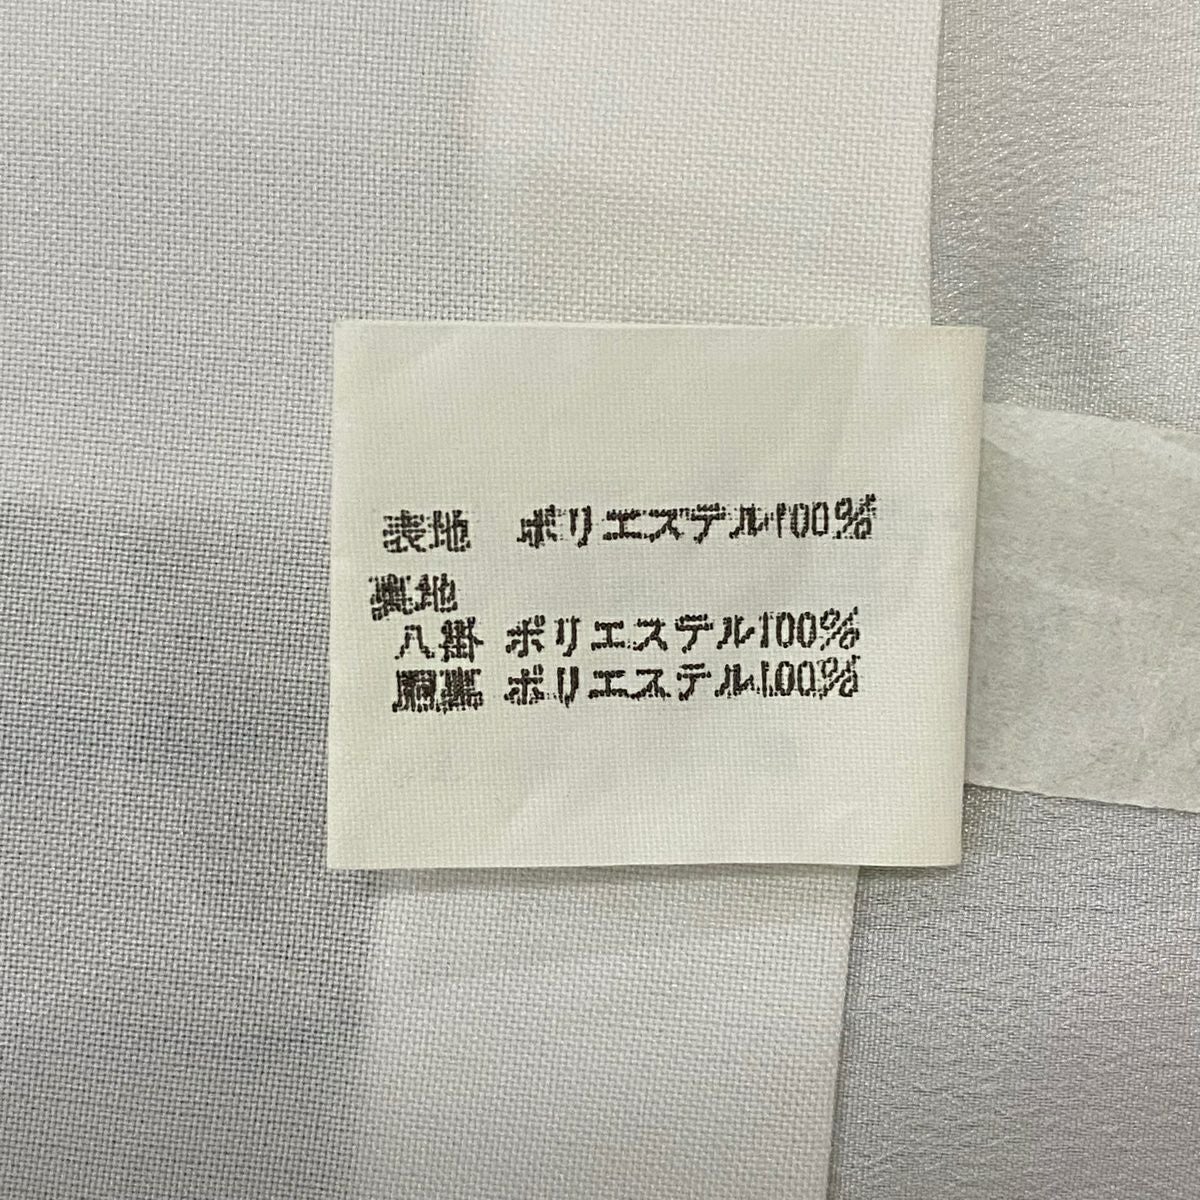 表地 ポリエステル100%
裏地
八掛 ポリエステル100%
胴裏 ポリエステル100%